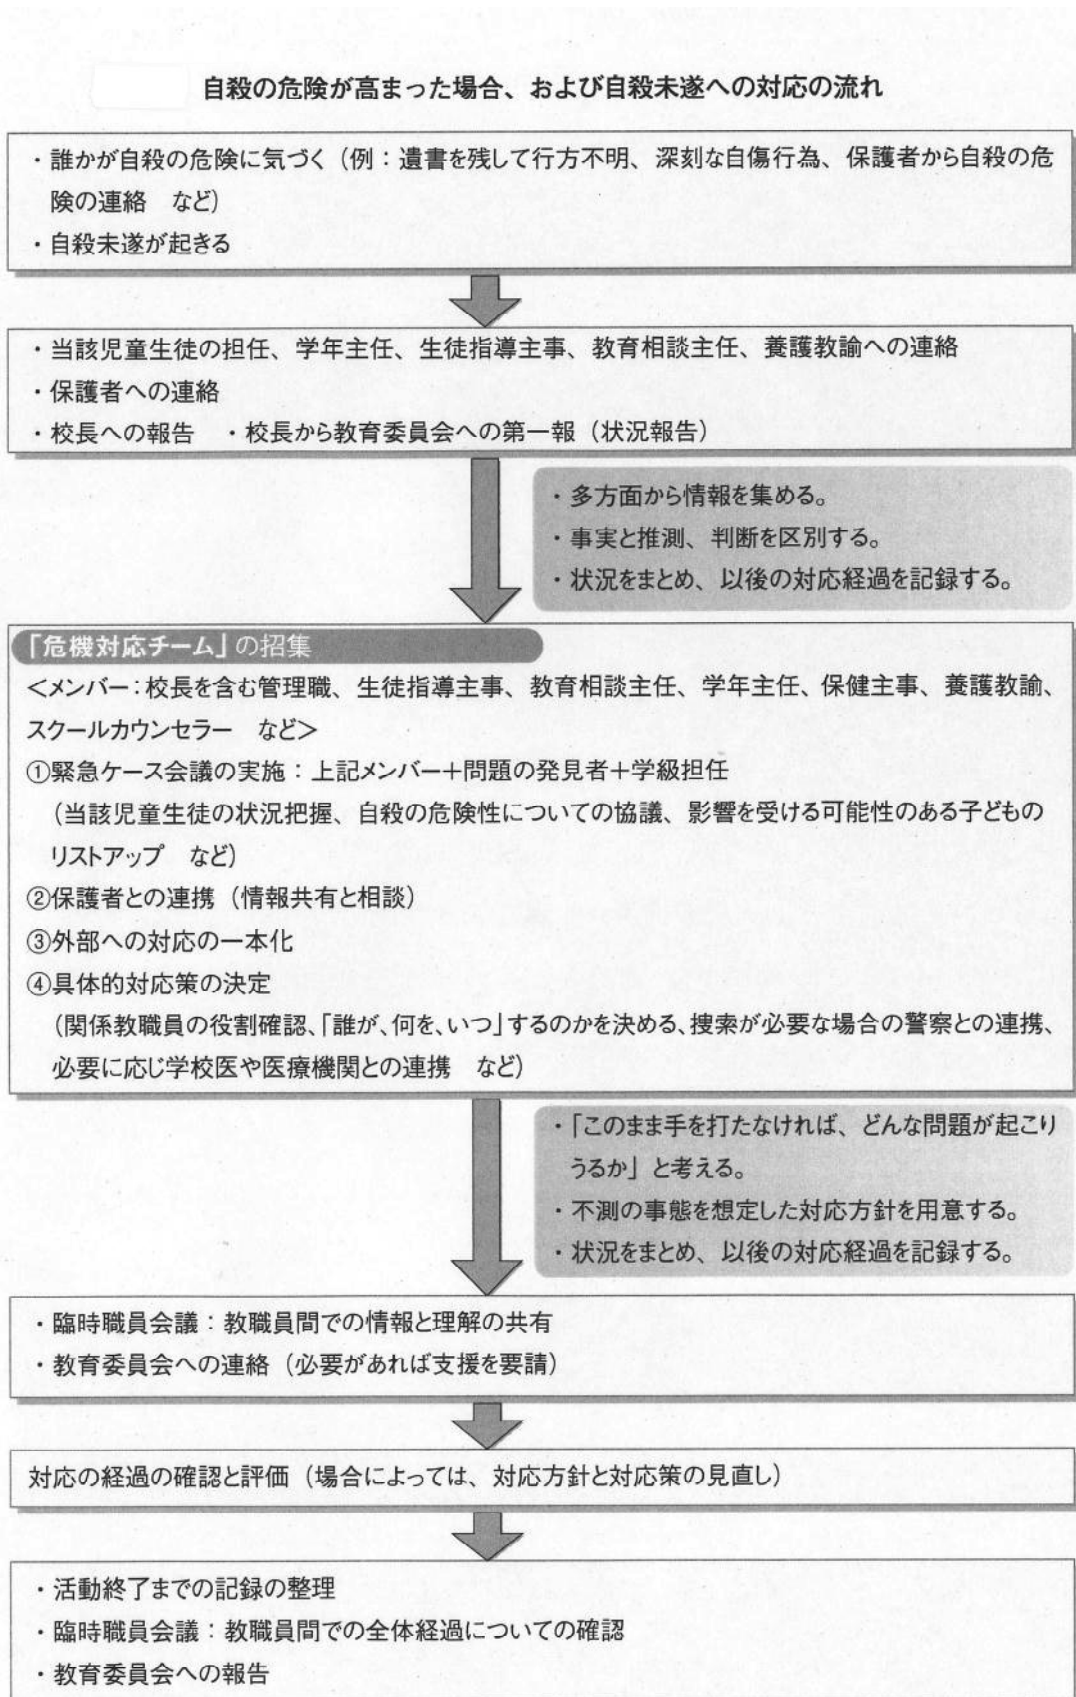 自殺の危険が高まった場合、および自殺未遂への対応の流れ
・誰かが自殺の危険に気づく（例：遺書を残して行方不明、深刻な自傷行為、保護者から自殺の危
険の連絡　など）
・自殺未遂が起きる
・当該児童生徒の担任、学年主任、生徒指導主事、教育相談主任、養護教諭への連絡
・保護者への連絡
・校長への報告　・校長から教育委員会への第一報（状況報告）
・多方面から情報を集める。
・事実と推測、判断を区別する。
・状況をまとめ、以後の対応経過を記録する。
「危機対応チーム」の招集
＜メンバー：校長を含む管理職、生徒指導主事、教育相談主任、学年主任、保健主事、養護教諭、
スクールカウンセラー　など＞
①緊急ケース会議の実施：上記メンバー＋問題の発見者＋学級担任
（当該児童生徒の状況把握、自殺の危険性についての協議、影響を受ける可能性のある子どもの
リストアップ　など）
②保護者との連携（情報共有と相談）
③外部への対応の一本化
④具体的対応策の決定
（関係教職員の役割確認、「誰が、何を、いつ」するのかを決める、捜索が必要な場合の警察との連携、
必要に応じ学校医や医療機関との連携　など）
・「このまま手を打たなければ、どんな問題が起こり
うるか」と考える。
・不測の事態を想定した対応方針を用意する。
・状況をまとめ、以後の対応経過を記録する。
・臨時職員会議：教職員間での情報と理解の共有
・教育委員会への連絡（必要があれば支援を要請）
対応の経過の確認と評価（場合によっては、対応方針と対応策の見直し）
・活動終了までの記録の整理
・臨時職員会議：教職員間での全体経過についての確認
・教育委員会への報告